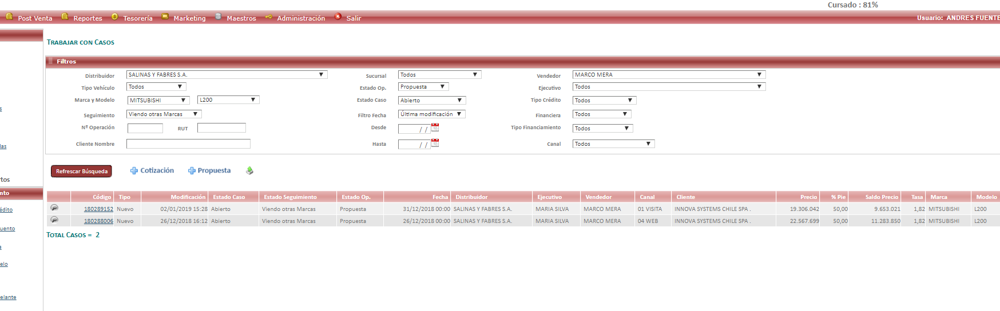 Cursado : 81%
Post Venta Reportes Tesorería Marketing Maestros Administración Salir Usuario: ANDRES FUENTE
TRABAJAR CON CASOS
Filtros
Distribuidor SALINAS Y FABRES S.A. Sucursal Todos Vendedor MARCO MERA
Tipo Vehículo Todos Estado Op. Propuesta Ejecutivo Todos
Marca y Modelo MITSUBISHI L200 Estado Caso Abierto Tipo Crédito Todos
Seguimiento Viendo otras Marcas Filtro Fecha Última modificación Financiera Todos
Nº Operación RUT Desde / / Tipo Financiamiento Todos
Cliente Nombre Hasta / / Canal Todos
Refrescar Búsqueda Cotización Propuesta
s
las
rtos
nto
édito
uento
a
elo
elante
Código Tipo Modificación Estado Caso Estado Seguimiento Estado Op. Fecha Distribuidor Ejecutivo Vendedor Canal Cliente Precio % Pie Saldo Precio Tasa Marca Modelo
180289152 Nuevo 02/01/2019 15:28 Abierto Viendo otras Marcas Propuesta 31/12/2018 00:00 SALINAS Y FABRES S.A. MARIA SILVA MARCO MERA 01 VISITA INNOVA SYSTEMS CHILE SPA . 19.306.042 50,00 9.653.021 1,82 MITSUBISHI L200
180288006 Nuevo 26/12/2018 16:12 Abierto Viendo otras Marcas Propuesta 26/12/2018 00:00 SALINAS Y FABRES S.A. MARIA SILVA MARCO MERA 04 WEB INNOVA SYSTEMS CHILE SPA . 22.567.699 50,00 11.283.850 1,82 MITSUBISHI L200
TOTAL CASOS = 2